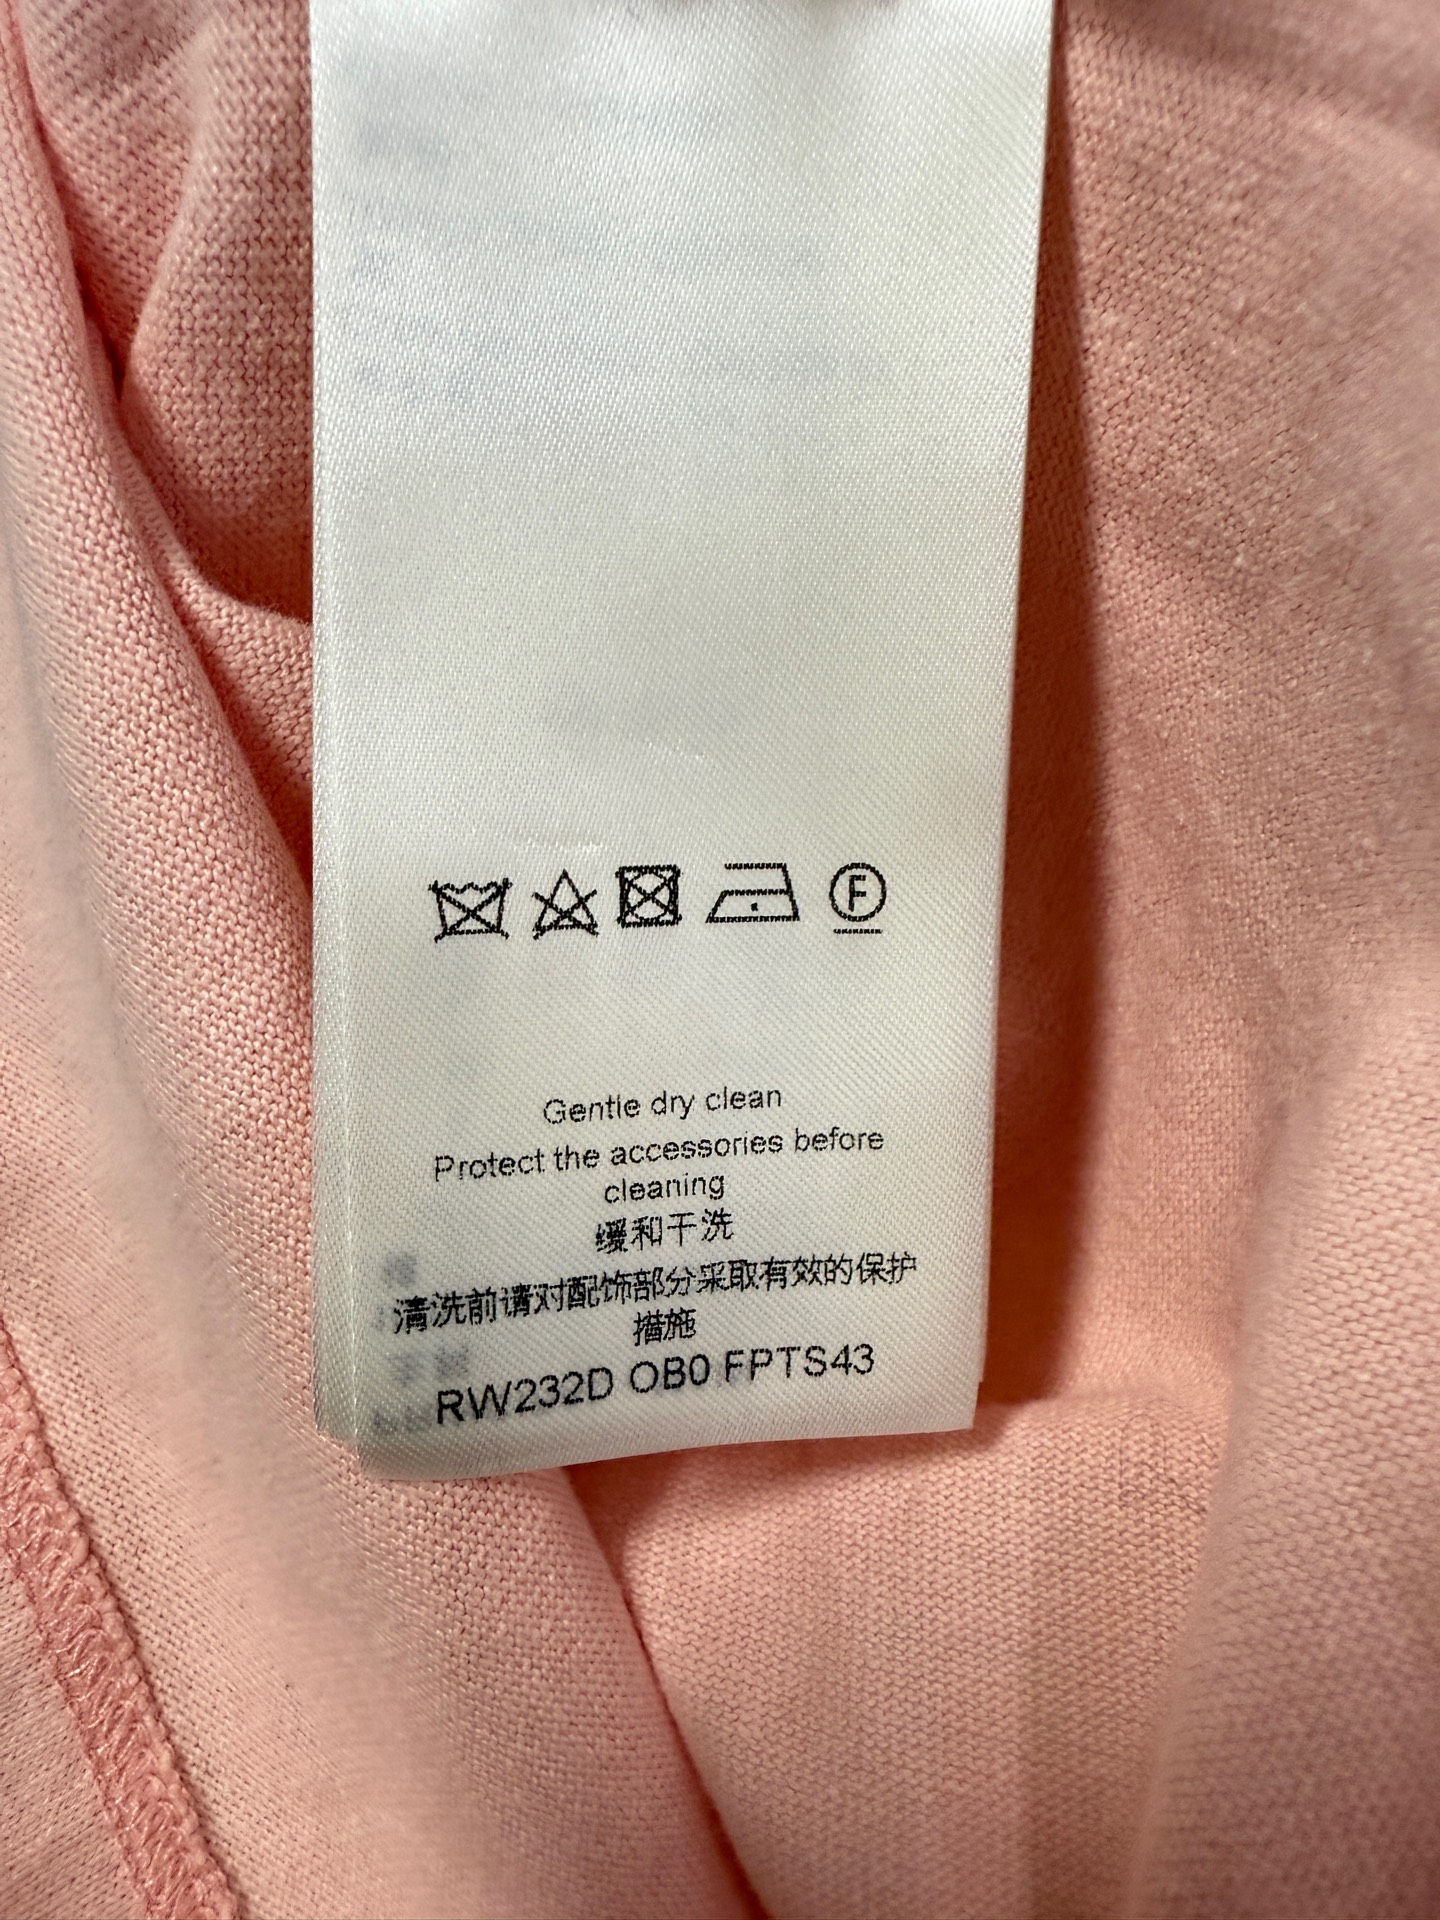 F
Gentle dry clean
Protect the accessories before
cleaning
缓和干洗
清洗前请对配饰部分采取有效的保护
措施
RW232D OB0 FPTS43